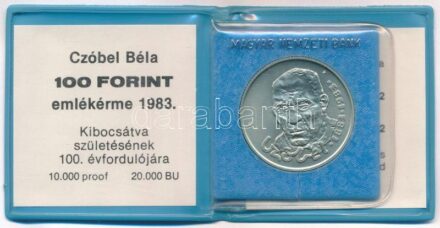 Czóbel Béla
100 FORINT
emlékérme 1983.
Kibocsátva
születésének
100. évfordulójára
10.000 proof 20.000 BU
MAGYAR NEMZETI BANK
darabanth